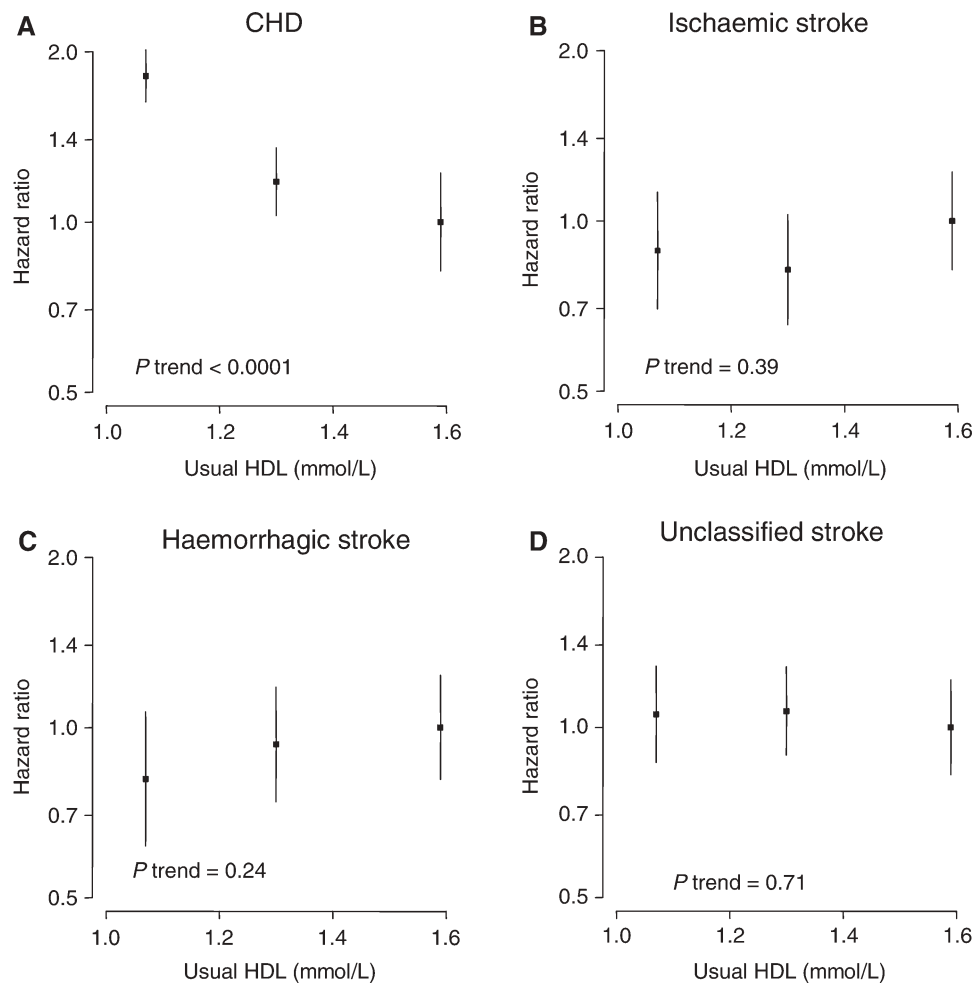 A
CHD
2.0
1.4
1.0
0.7
0.5
Hazard ratio
P trend < 0.0001
1.0 1.2 1.4 1.6
Usual HDL (mmol/L)
B
Ischaemic stroke
2.0
1.4
1.0
0.7
0.5
Hazard ratio
P trend = 0.39
1.0 1.2 1.4 1.6
Usual HDL (mmol/L)
C
Haemorrhagic stroke
2.0
1.4
1.0
0.7
0.5
Hazard ratio
P trend = 0.24
1.0 1.2 1.4 1.6
Usual HDL (mmol/L)
D
Unclassified stroke
2.0
1.4
1.0
0.7
0.5
Hazard ratio
P trend = 0.71
1.0 1.2 1.4 1.6
Usual HDL (mmol/L)